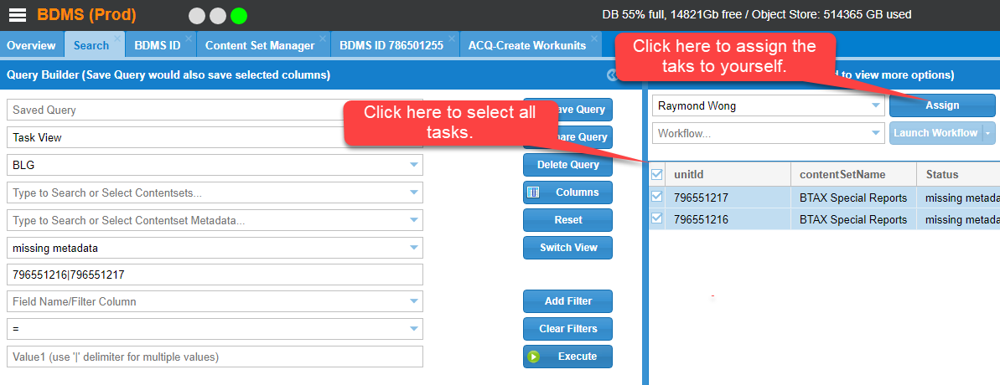 BDMS (Prod)
DB 55% full, 14821Gb free / Object Store: 514365 GB used
Overview
Search
BDMS ID
Content Set Manager
BDMS ID 786501255
ACQ-Create Workunits
Click here to assign the
taks to yourself.
Query Builder (Save Query would also save selected columns)
to view more options)
Saved Query
ave Query
Click here to select all
tasks.
Raymond Wong
Assign
Task View
are Query
Workflow...
Launch Workflow
BLG
Delete Query
Type to Search or Select Contentsets...
Columns
unitId
contentSetName
Status
796551217
BTAX Special Reports
missing metada
Type to Search or Select Contentset Metadata...
Reset
796551216
BTAX Special Reports
missing metada
missing metadata
Switch View
796551216|796551217
Field Name/Filter Column
Add Filter
=
Clear Filters
Value1 (use '|' delimiter for multiple values)
Execute